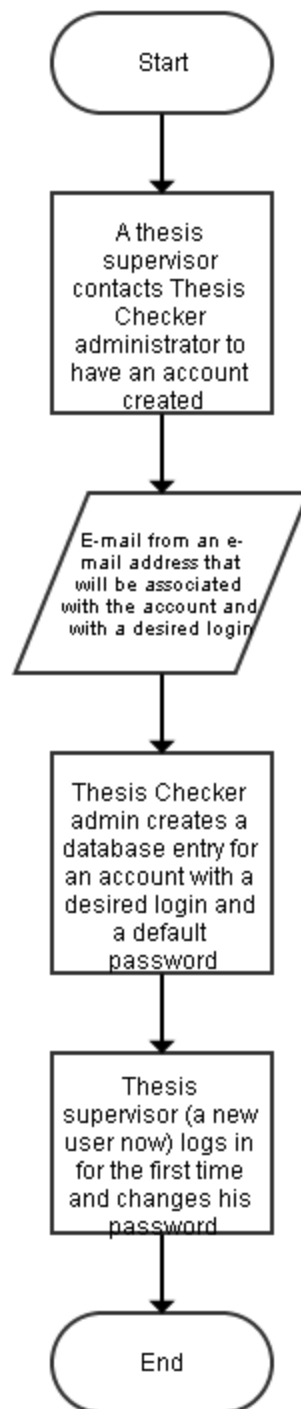 Start
A thesis
supervisor
contacts Thesis
Checker
administrator to
have an account
created
E-mail from an e-
mail address that
will be associated
with the account and
with a desired login
Thesis Checker
admin creates a
database entry for
an account with a
desired login and
a default
password
Thesis
supervisor (a new
user now) logs in
for the first time
and changes his
password
End